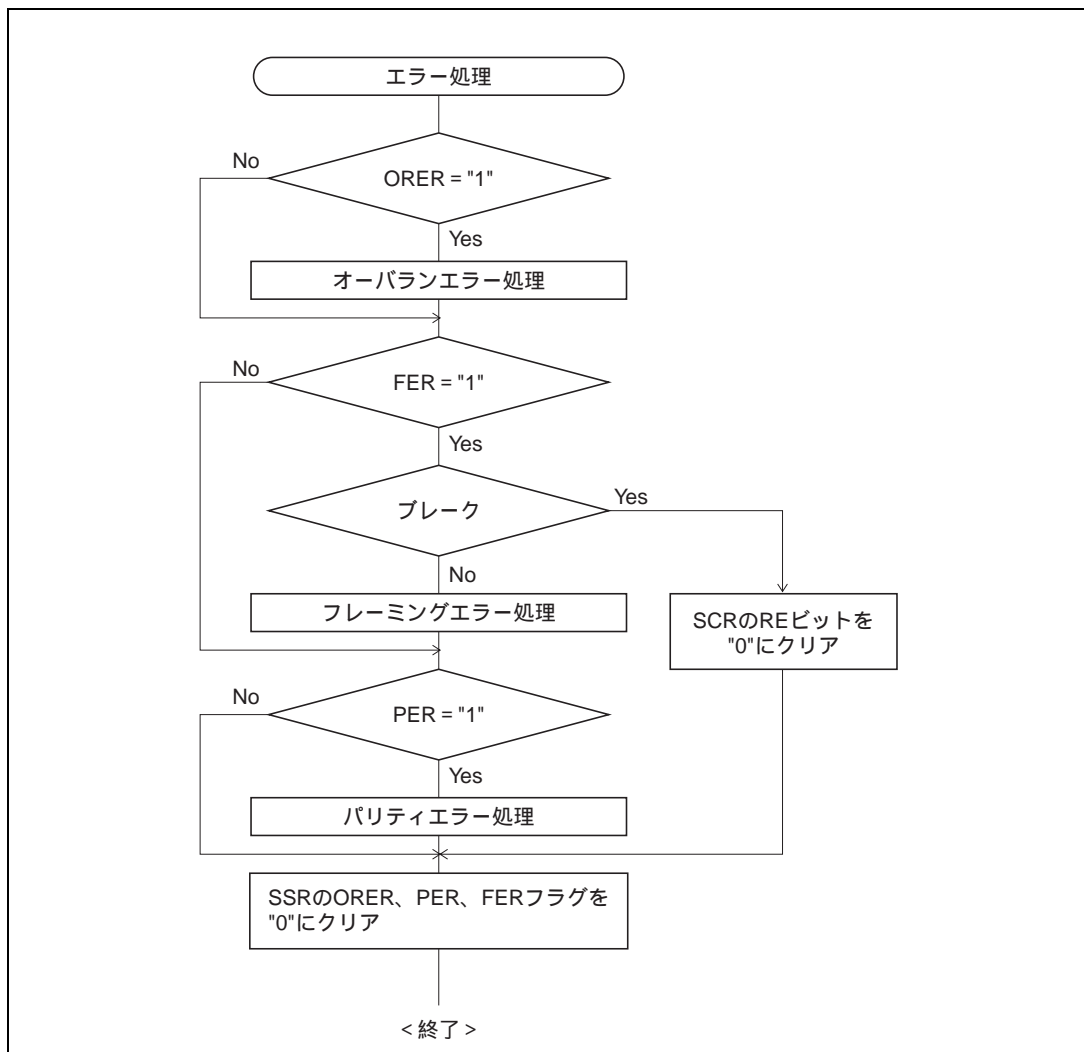 エラー処理
No
ORER = "1"
Yes
オーバランエラー処理
No
FER = "1"
Yes
ブレーク
Yes
No
フレーミングエラー処理
SCRのREビットを
"0"にクリア
No
PER = "1"
Yes
パリティエラー処理
SSRのORER、PER、FERフラグを
"0"にクリア
<終了>